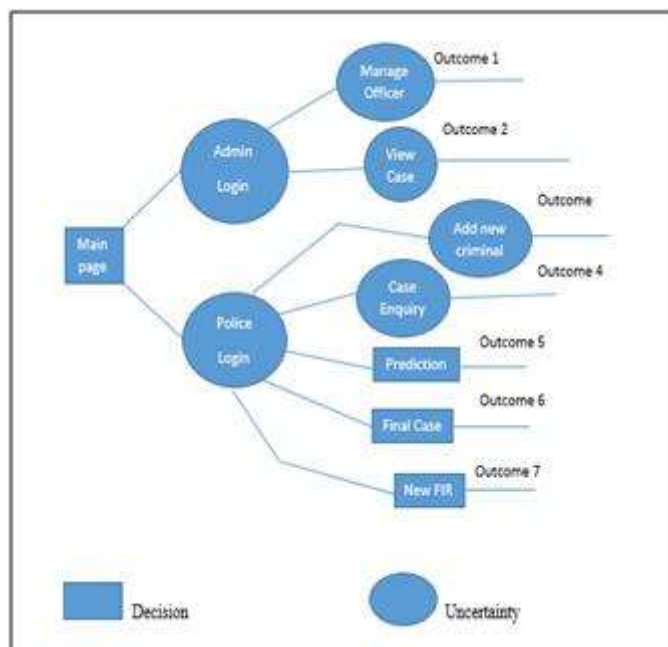 Manage
Officer
Outcome 1
Admin
Login
View
Case
Outcome 2
Main
page
Add new
criminal
Outcome
Police
Login
Case
Enquiry
Outcome 4
Prediction
Outcome 5
Final Case
Outcome 6
New FIR
Outcome 7
Decision
Uncertainty